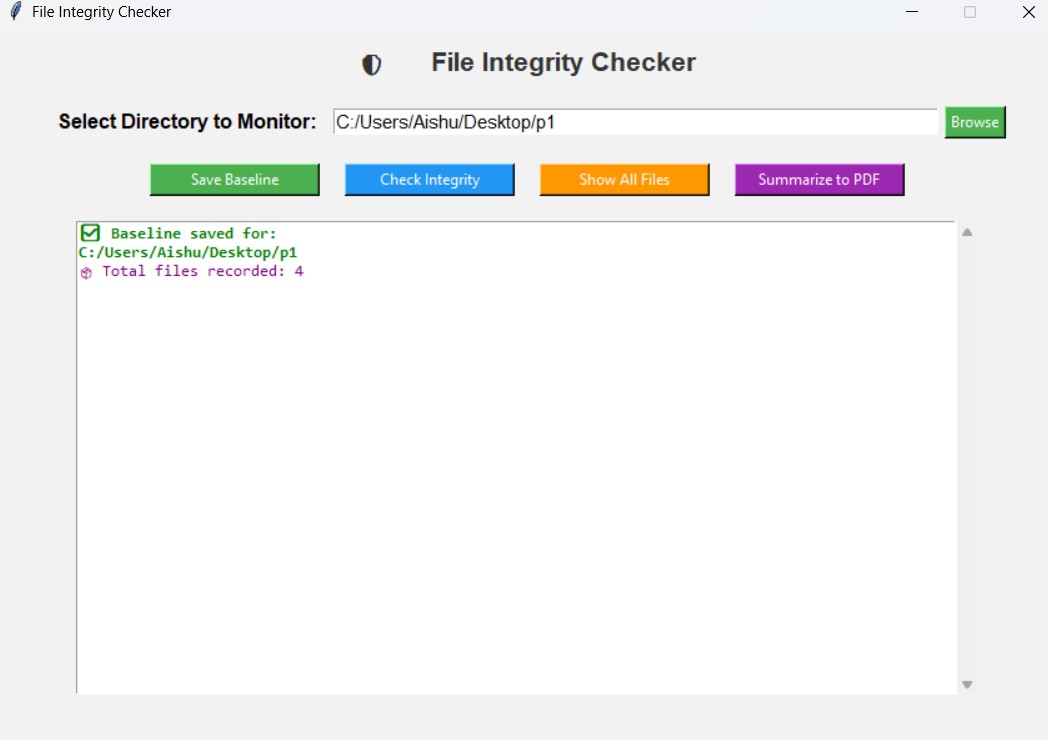 File Integrity Checker
File Integrity Checker
Select Directory to Monitor: C:/Users/Aishu/Desktop/p1 Browse
Save Baseline Check Integrity Show All Files Summarize to PDF
Baseline saved for:
C:/Users/Aishu/Desktop/p1
Total files recorded: 4